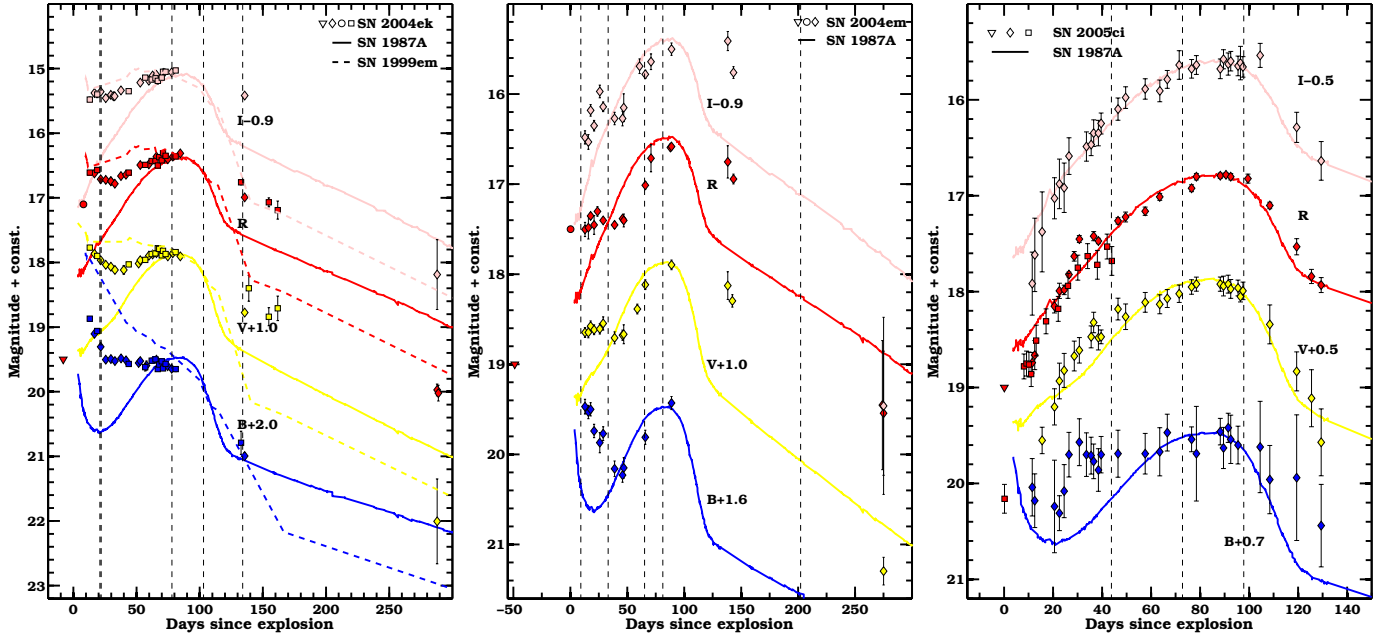 SN 2004ek
SN 1987A
SN 1999em
I−0.9
R
V+1.0
B+2.0
15
16
17
18
19
20
21
22
23
Magnitude + const.
0
50
100
150
200
250
Days since explosion
SN 2004em
SN 1987A
I−0.9
R
V+1.0
B+1.6
16
17
18
19
20
21
Magnitude + const.
−50
0
50
100
150
200
250
Days since explosion
SN 2005ci
SN 1987A
I−0.5
R
V+0.5
B+0.7
16
17
18
19
20
21
Magnitude + const.
0
20
40
60
80
100
120
140
Days since explosion